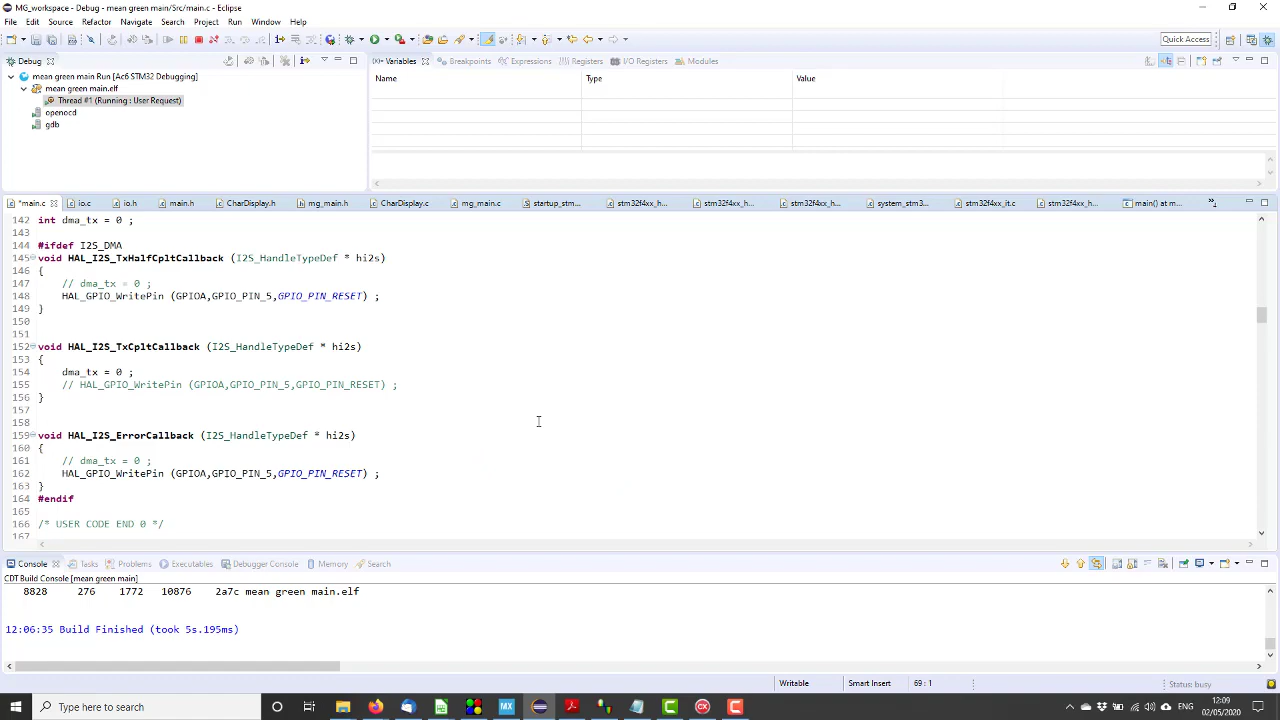 MG_workspace - Debug - mean green main/Src/main.c - Eclipse
File Edit Source Refactor Navigate Search Project Run Window Help
Quick Access
Debug
mean green main Run [Ac6 STM32 Debugging]
mean green main.elf
Thread #1 (Running : User Request)
openocd
gdb
Variables Breakpoints Expressions Registers I/O Registers Modules
Name Type Value
*main.c io.c io.h main.h CharDisplay.h mg_main.h CharDisplay.c mg_main.c startup_stm... stm32f4xx_h... stm32f4xx_h... system_stm3... stm32f4xx_it.c stm32f4xx_h... main() at m...
142 int dma_tx = 0 ;
143
144 #ifdef I2S_DMA
145 void HAL_I2S_TxHalfCpltCallback (I2S_HandleTypeDef * hi2s)
146 {
147 // dma_tx = 0 ;
148 HAL_GPIO_WritePin (GPIOA,GPIO_PIN_5,GPIO_PIN_RESET) ;
149 }
150
151
152 void HAL_I2S_TxCpltCallback (I2S_HandleTypeDef * hi2s)
153 {
154 dma_tx = 0 ;
155 // HAL_GPIO_WritePin (GPIOA,GPIO_PIN_5,GPIO_PIN_RESET) ;
156 }
157
158
159 void HAL_I2S_ErrorCallback (I2S_HandleTypeDef * hi2s)
160 {
161 // dma_tx = 0 ;
162 HAL_GPIO_WritePin (GPIOA,GPIO_PIN_5,GPIO_PIN_RESET) ;
163 }
164 #endif
165
166 /* USER CODE END 0 */
167
Console Tasks Problems Executables Debugger Console Memory Search
CDT Build Console [mean green main]
8828 276 1772 10876 2a7c mean green main.elf
12:06:35 Build Finished (took 5s.195ms)
Writable Smart Insert 69 : 1 Status: busy
Type here to search
MX
ENG
12:09
02/05/2020